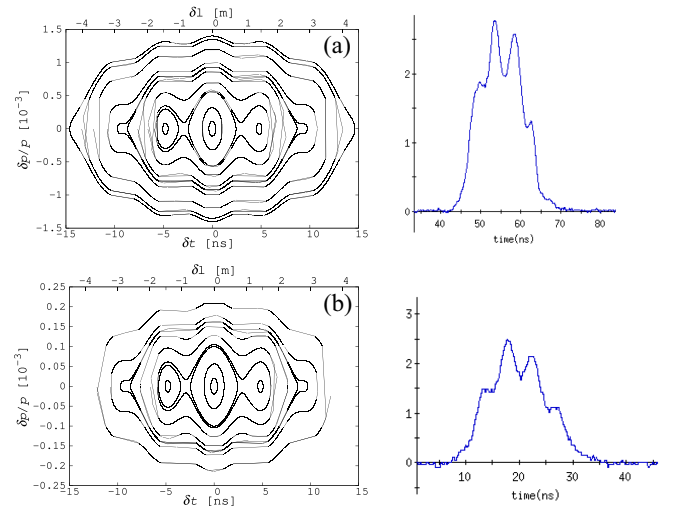 δl [m]
-4 -3 -2 -1 0 1 2 3 4
(a)
δp/p [10⁻³]
1.5
1
0.5
0
-0.5
-1
-1.5
-15 -10 -5 0 5 10 15
δt [ns]
2
1
0
40 50 60 70 80
time(ns)
δl [m]
-4 -3 -2 -1 0 1 2 3 4
(b)
δp/p [10⁻³]
0.25
0.2
0.15
0.1
0.05
0
-0.05
-0.1
-0.15
-0.2
-0.25
-15 -10 -5 0 5 10 15
δt [ns]
3
2
1
0
10 20 30 40
time(ns)